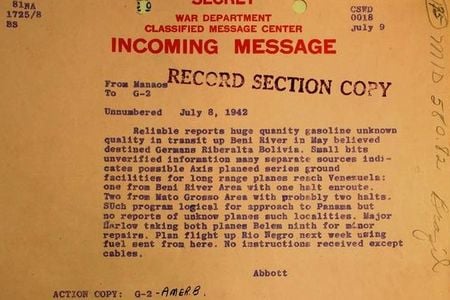 SECRET
81NA
1725/8
BS
19
WAR DEPARTMENT
CLASSIFIED MESSAGE CENTER
INCOMING MESSAGE
CSWD
0018
July 9
From Manaos
To G-2
RECORD SECTION COPY
Unnumbered July 8, 1942
Reliable reports huge quanity gasoline unknown
quality in transit up Beni River in May believed
destined Germans Riberalta Bolivia. Small bits
unverified information many separate sources indi-
cates possible Axis planned series ground
facilities for long range planes reach Venezuela:
one from Beni River Area with one halt enroute.
Two from Mato Grosso Area with probably two halts.
SUch program logical for approach to Panama but
no reports of unknow planes such localities. Major
Harlow taking both planes Belem ninth for minor
repairs. Plan flight up Rio Negro next week using
fuel sent from here. No instructions received except
cables.
Abbott
ACTION COPY: G-2-AMER.B.
MID 580.82 Brazil